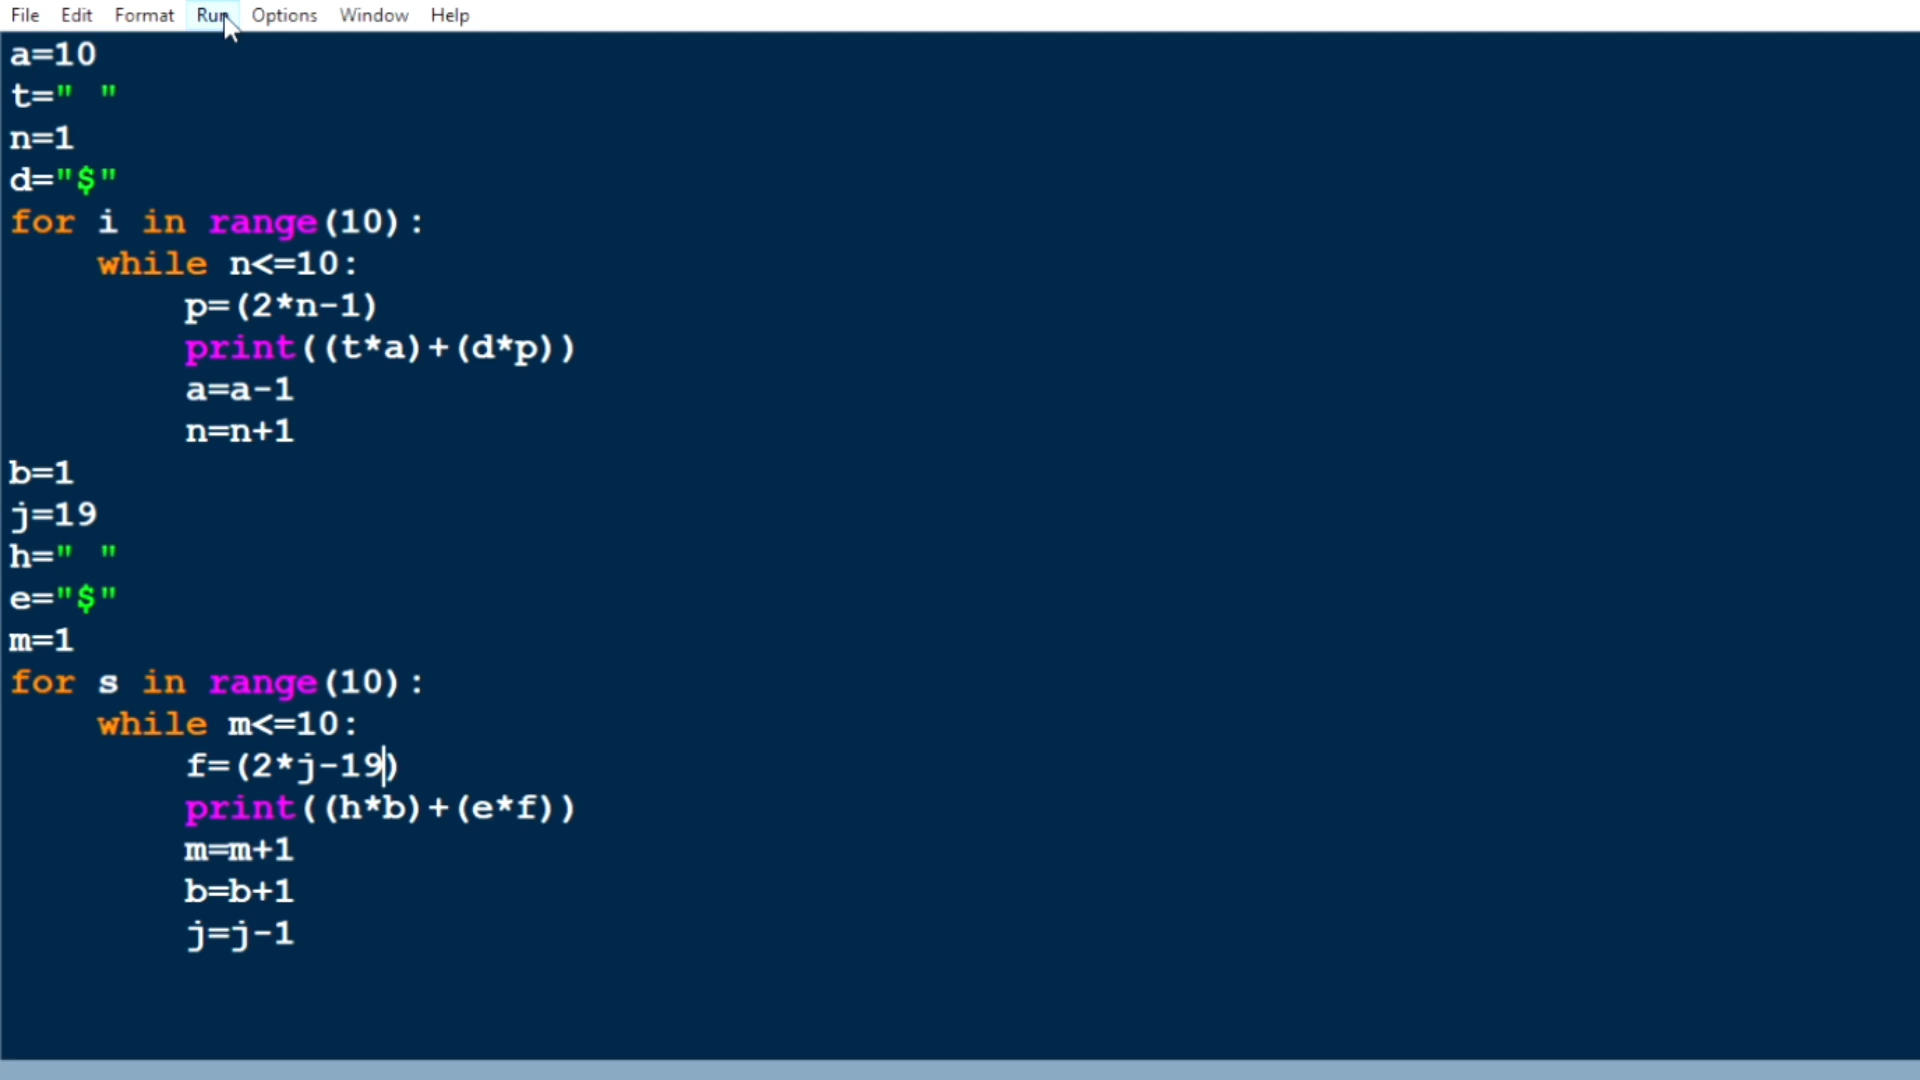 File Edit Format Run Options Window Help
a=10
t=" "
n=1
d="$"
for i in range(10):
    while n<=10:
        p=(2*n-1)
        print((t*a)+(d*p))
        a=a-1
        n=n+1
b=1
j=19
h=" "
e="$"
m=1
for s in range(10):
    while m<=10:
        f=(2*j-19)
        print((h*b)+(e*f))
        m=m+1
        b=b+1
        j=j-1